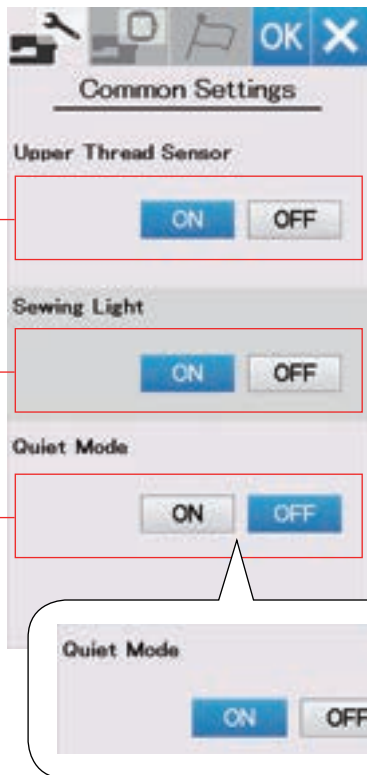 OK X
Common Settings
Upper Thread Sensor
ON OFF
Sewing Light
ON OFF
Quiet Mode
ON OFF
Quiet Mode
ON OFF